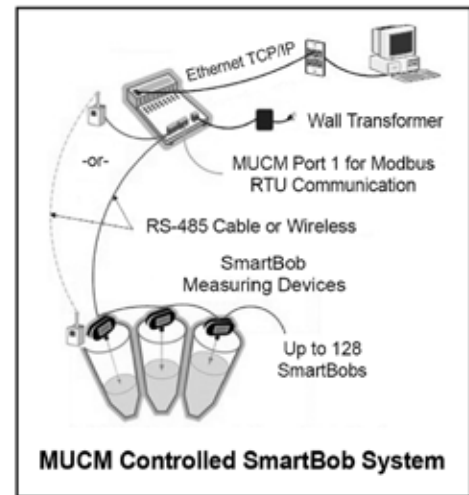 Ethernet TCP/IP
Wall Transformer
-or-
MUCM Port 1 for Modbus
RTU Communication
RS-485 Cable or Wireless
SmartBob
Measuring Devices
Up to 128
SmartBobs
MUCM Controlled SmartBob System